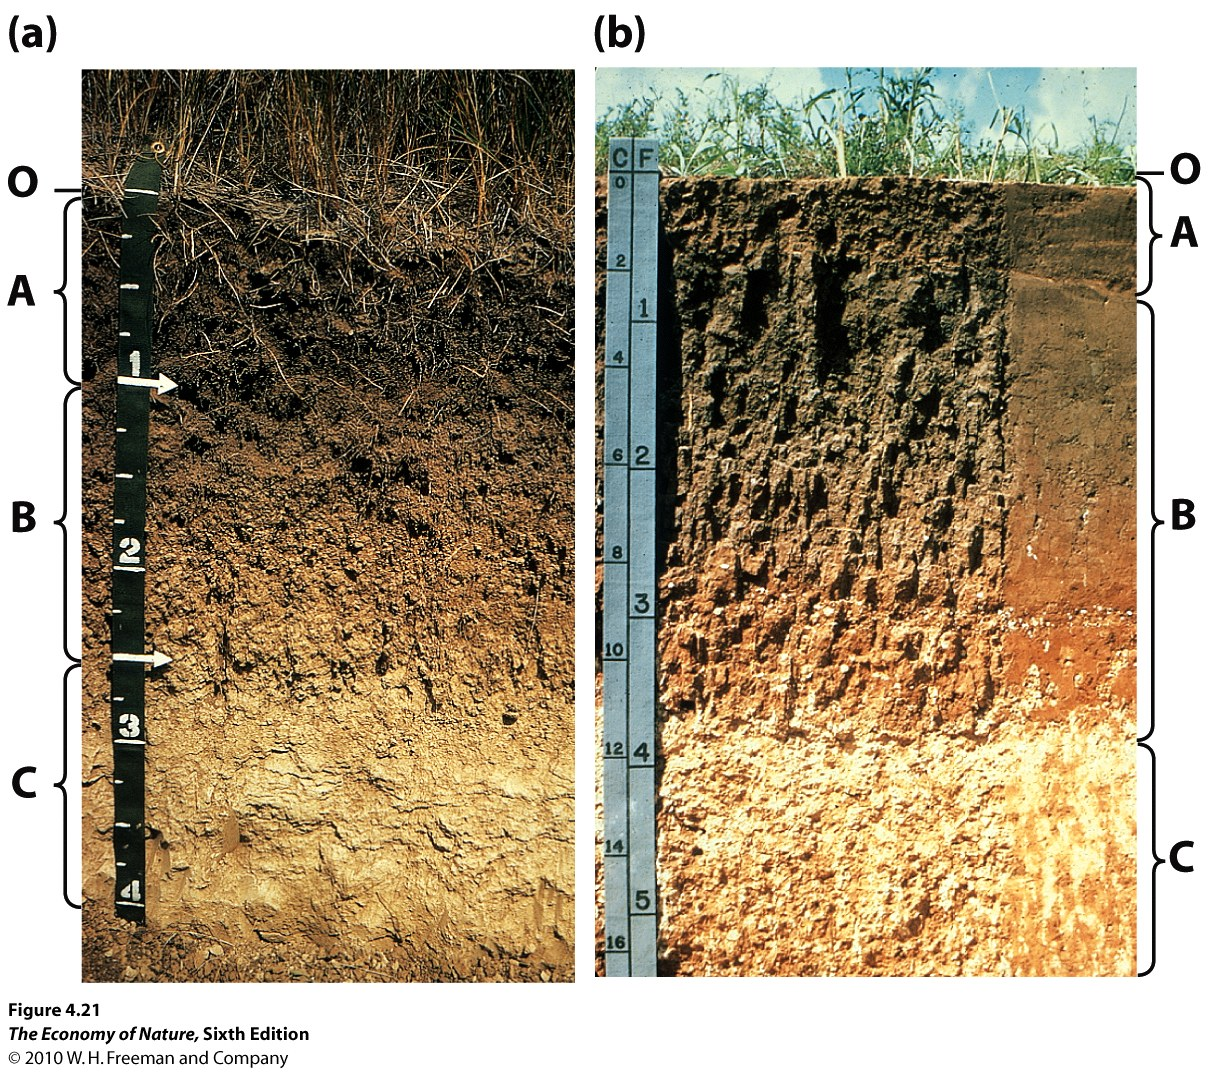 (a)
O
A
B
C
1
2
3
4
(b)
C F
0
2
1
4
6
2
8
3
10
12
4
14
5
16
O
A
B
C
Figure 4.21
The Economy of Nature, Sixth Edition
© 2010 W. H. Freeman and Company